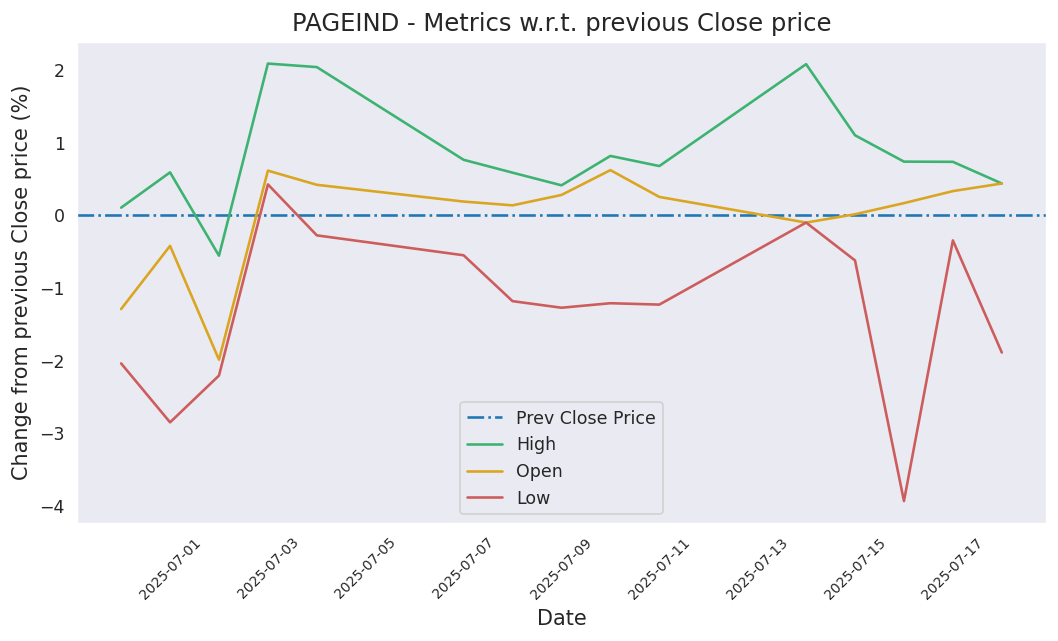 PAGEIND - Metrics w.r.t. previous Close price
Change from previous Close price (%)
2
1
0
−1
−2
−3
−4
Prev Close Price
High
Open
Low
2025-07-01
2025-07-03
2025-07-05
2025-07-07
2025-07-09
2025-07-11
2025-07-13
2025-07-15
2025-07-17
Date